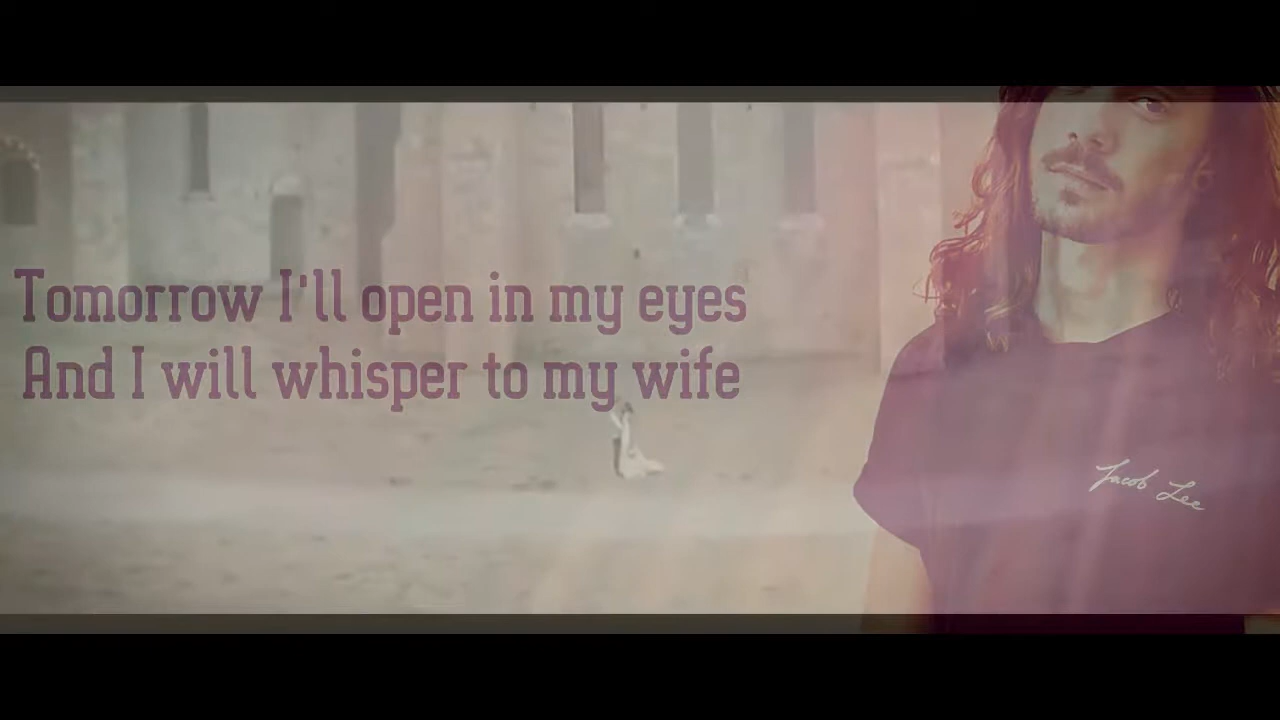 Tomorrow I'll open in my eyes
And I will whisper to my wife
Jacob Lee